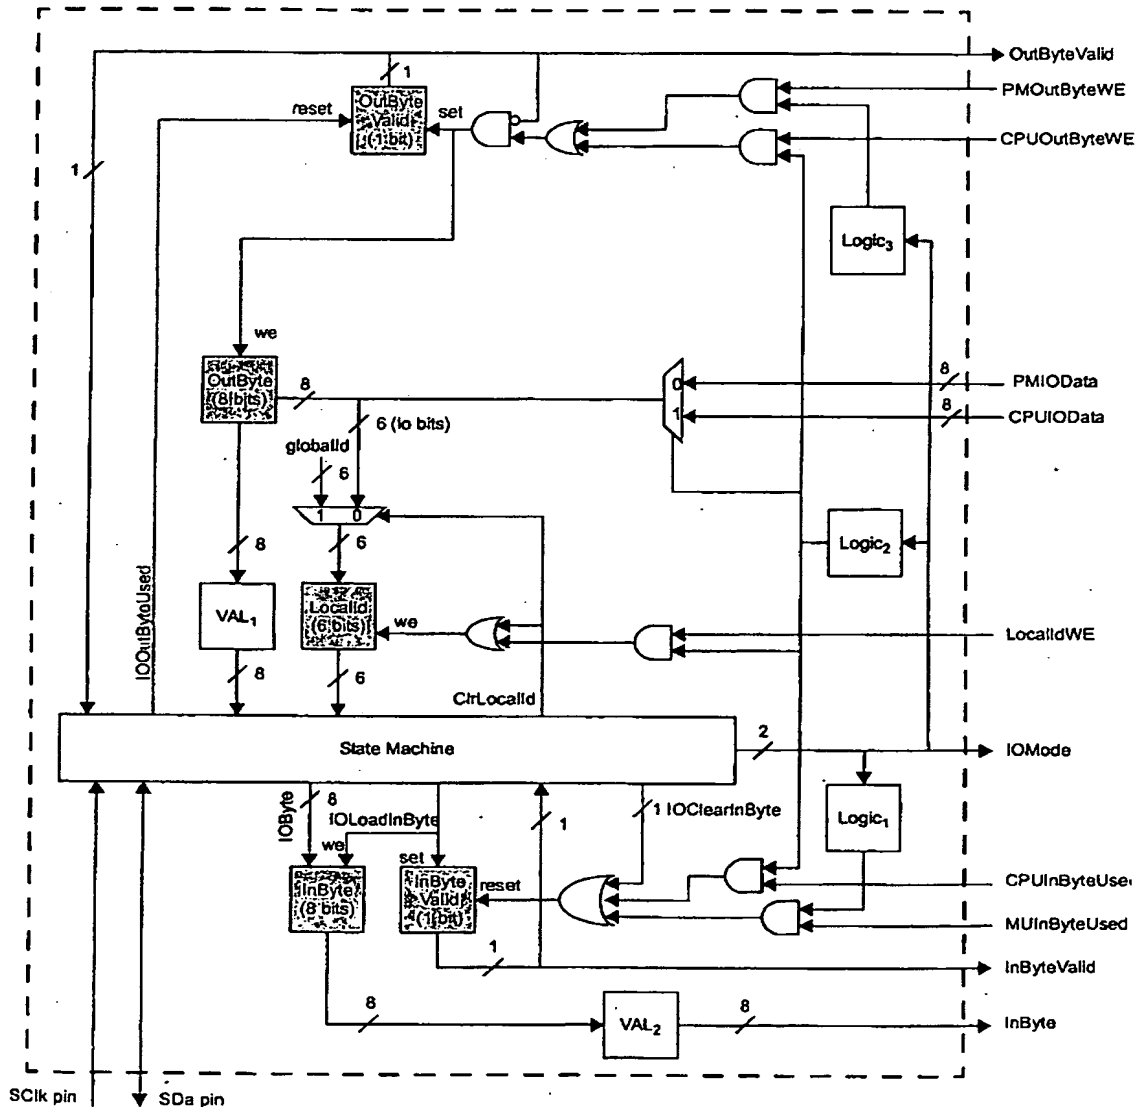 OutByteValid
1
OutByte
Valid
(1 bit)
reset
set
PMOutByteWE
CPUOutByteWE
1
Logic3
we
OutByte
(8 bits)
8
6 (lo bits)
0
1
8
PMIOData
8
CPUIOData
globalId
6
1 0
8
6
Logic2
IOOutByteUsed
VAL1
LocalId
(6 bits)
we
LocalIdWE
8
6
ClrLocalId
State Machine
2
IOMode
IOByte
8
IOLoadInByte
1
1 IOClearInByte
Logic1
we
set
InByte
(8 bits)
InByte
Valid
(1 bit)
reset
CPUInByteUse
MUInByteUsed
1
InByteValid
8
VAL2
8
InByte
SClk pin
SDa pin